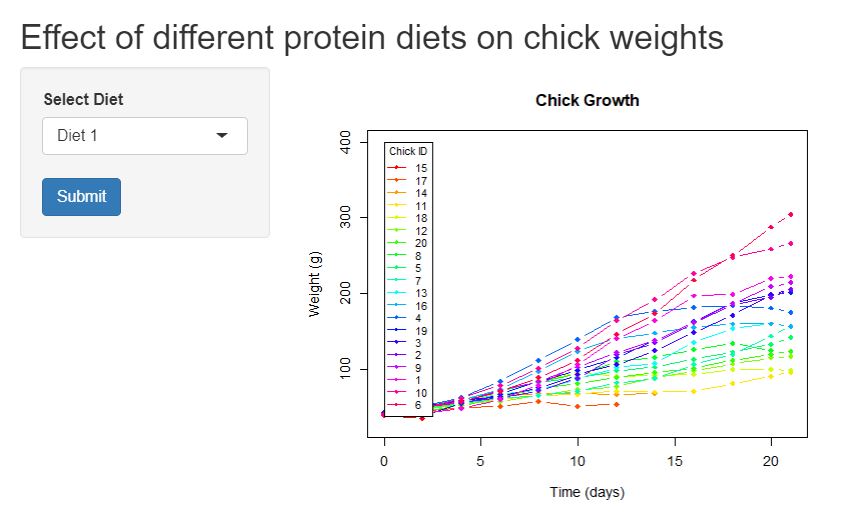 Effect of different protein diets on chick weights
Select Diet
Diet 1
Submit
Chick Growth
Weight (g)
400
300
200
100
Chick ID
15
17
14
11
18
12
20
8
5
7
13
16
4
19
3
2
9
1
10
6
0 5 10 15 20
Time (days)